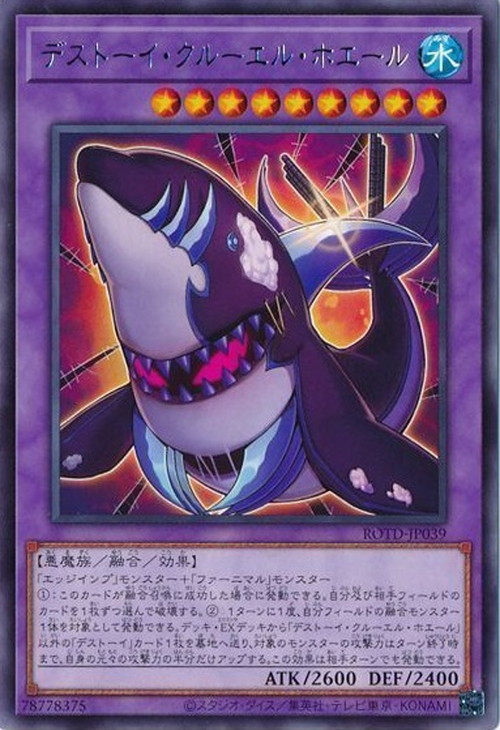 デストーイ・クルーエル・ホエール
水
ROTD-JP039
【悪魔族／融合／効果】
「エッジインプ」モンスター＋「ファーニマル」モンスター
①：このカードが融合召喚に成功した場合に発動できる。自分及び相手フィールドの
カードを1枚ずつ選んで破壊する。② 1ターンに1度、自分フィールドの融合モンスター
1体を対象として発動できる。デッキ・EXデッキから「デストーイ・クルーエル・ホエール」
以外の「デストーイ」カード1枚を墓地へ送り、対象のモンスターの攻撃力はターン終了時
まで、自身の元々の攻撃力の半分だけアップする。この効果は相手ターンでも発動できる。
ATK/2600 DEF/2400
78778375
©スタジオ・ダイス／集英社・テレビ東京・KONAMI